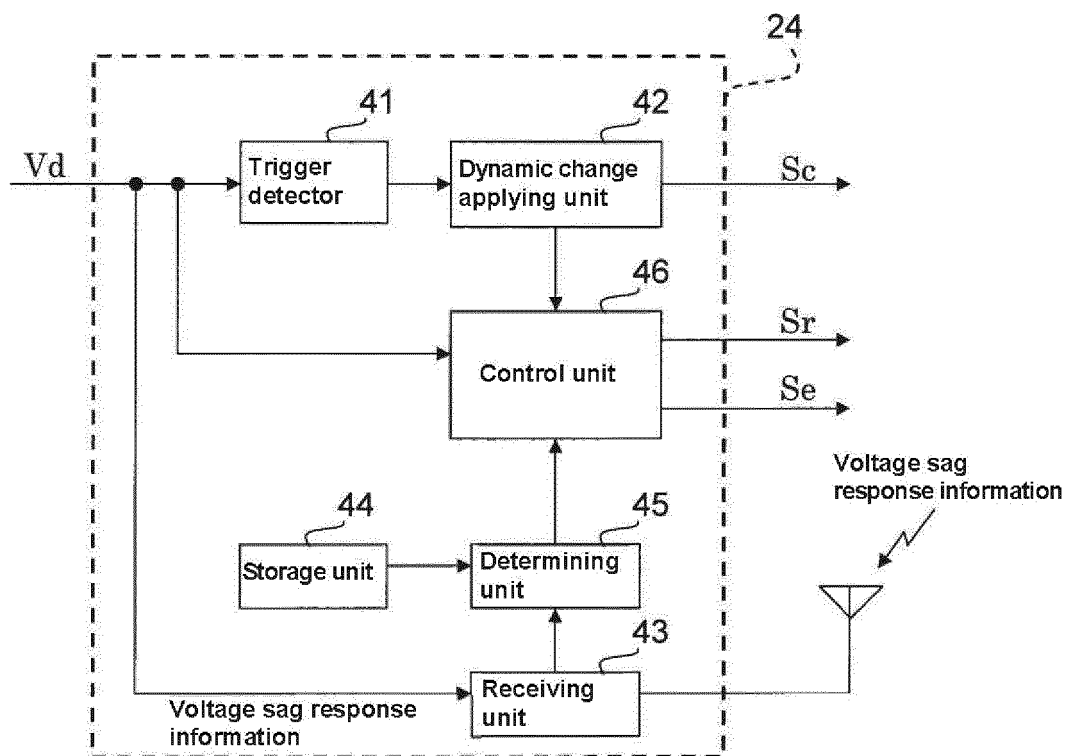 24
41
42
Vd
Trigger
detector
Dynamic change
applying unit
Sc
46
Control unit
Sr
Se
Voltage sag
response information
44
45
Storage unit
Determining
unit
43
Receiving
unit
Voltage sag response
information